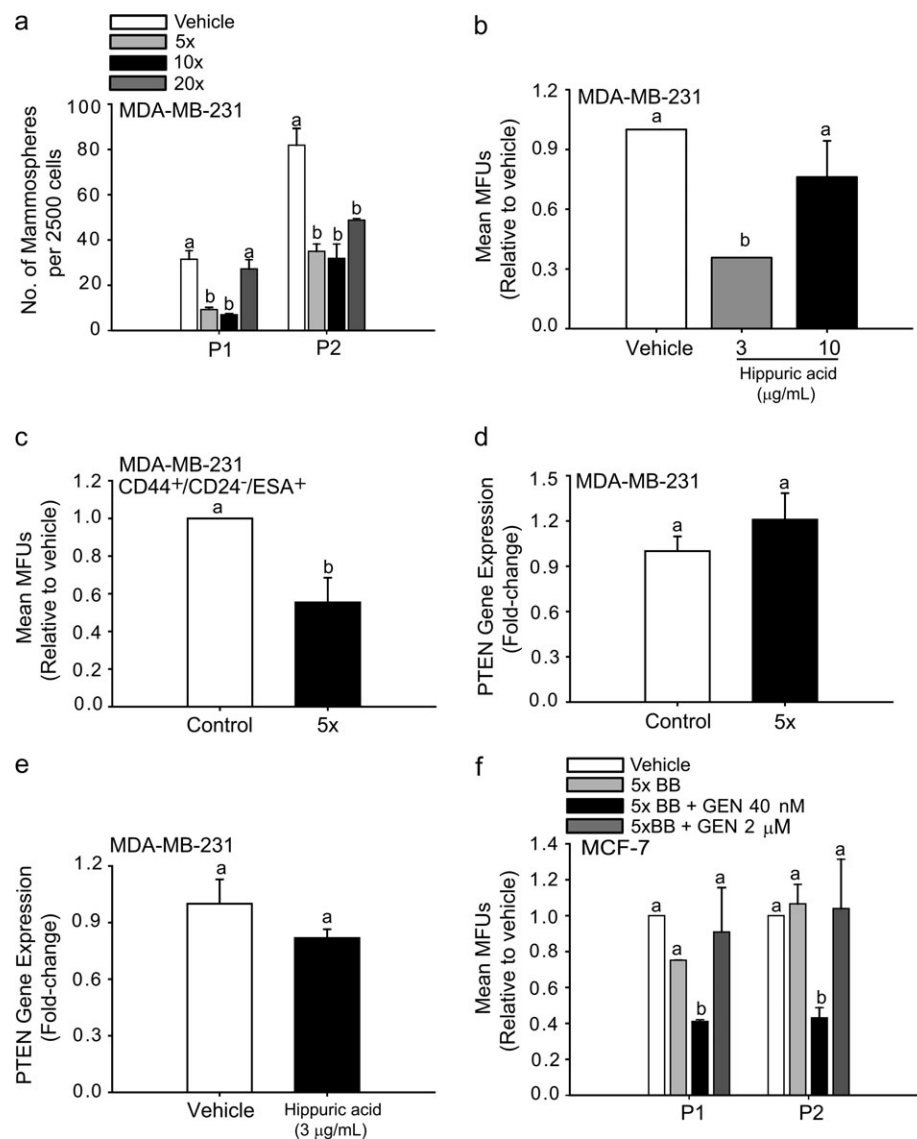 a
Vehicle
5x
10x
20x
MDA-MB-231
No. of Mammospheres
per 2500 cells
100
80
60
40
20
0
a
b
b
a
a
b
b
b
P1
P2
b
MDA-MB-231
Mean MFUs
(Relative to vehicle)
1.2
0.9
0.6
0.3
0.0
a
b
a
Vehicle
3
10
Hippuric acid
(μg/mL)
c
MDA-MB-231
CD44+/CD24-/ESA+
Mean MFUs
(Relative to vehicle)
1.2
1.0
0.8
0.6
0.4
0.2
0.0
a
b
Control
5x
d
MDA-MB-231
PTEN Gene Expression
(Fold-change)
1.5
1.2
0.9
0.6
0.3
0.0
a
a
Control
5x
e
MDA-MB-231
PTEN Gene Expression
(Fold-change)
1.2
0.9
0.6
0.3
0.0
a
a
Vehicle
Hippuric acid
(3 μg/mL)
f
Vehicle
5x BB
5x BB + GEN 40 nM
5xBB + GEN 2 μM
MCF-7
Mean MFUs
(Relative to vehicle)
1.4
1.2
1.0
0.8
0.6
0.4
0.2
0.0
a
a
b
a
a
a
b
a
P1
P2